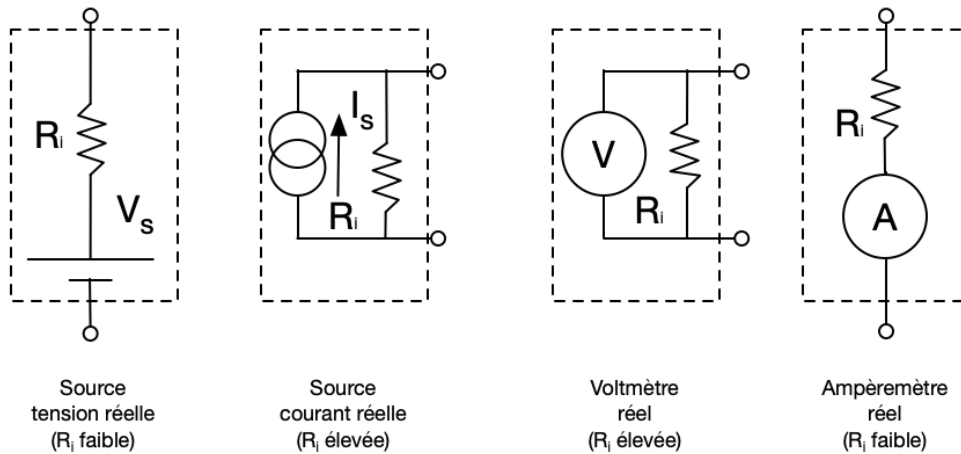 Ri
Vs
Is
Ri
V
Ri
Ri
A
Source
tension réelle
(Ri faible)
Source
courant réelle
(Ri élevée)
Voltmètre
réel
(Ri élevée)
Ampèremètre
réel
(Ri faible)